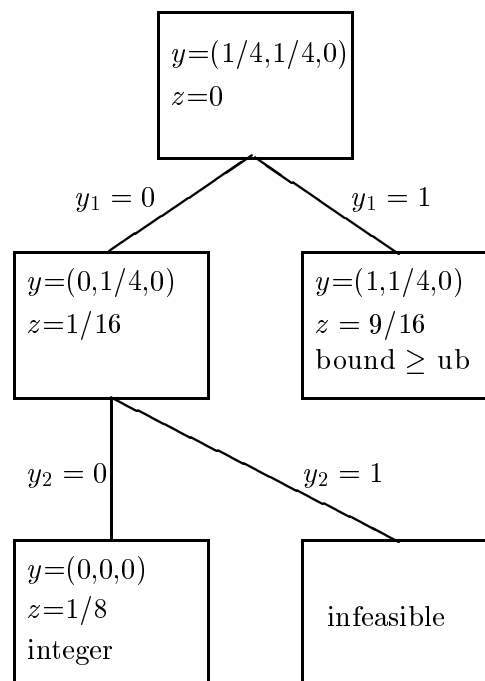 y=(1/4,1/4,0)
z=0
y₁ = 0
y₁ = 1
y=(0,1/4,0)
z=1/16
y=(1,1/4,0)
z = 9/16
bound ≥ ub
y₂ = 0
y₂ = 1
y=(0,0,0)
z=1/8
integer
infeasible